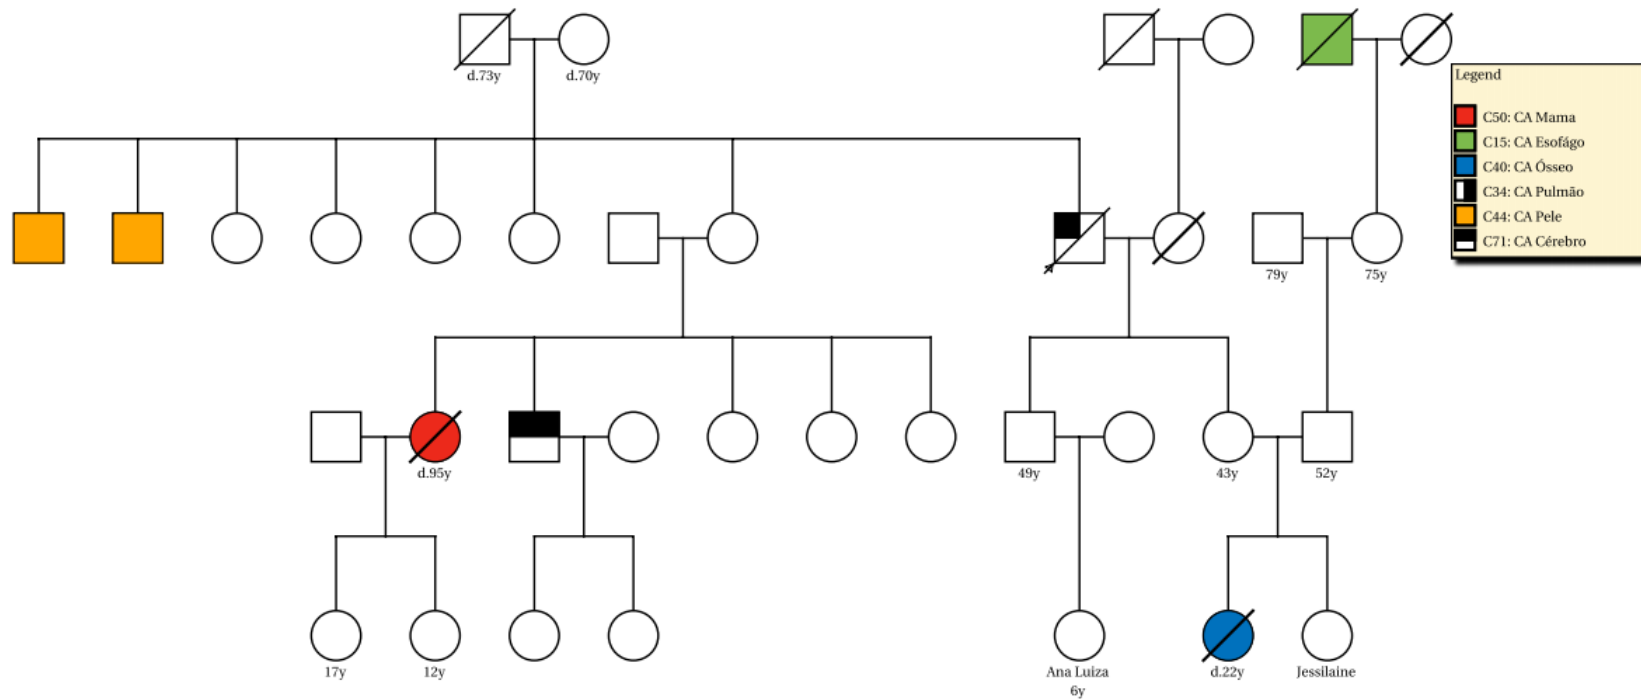 d.73y
d.70y
Legend
C50: CA Mama
C15: CA Esofágo
C40: CA Ósseo
C34: CA Pulmão
C44: CA Pele
C71: CA Cérebro
79y
75y
d.95y
49y
43y
52y
17y
12y
Ana Luiza
6y
d.22y
Jessilaine